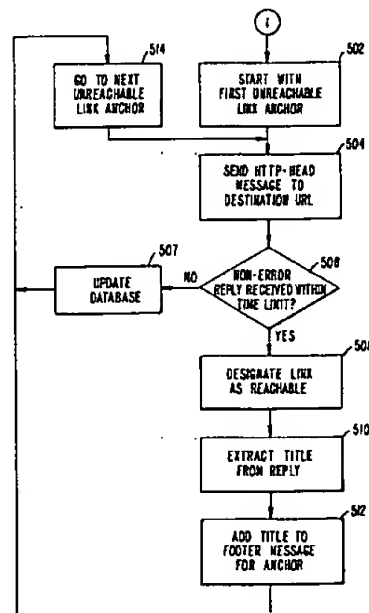 514
GO TO NEXT
UNREACHABLE
LINK ANCHOR
502
START WITH
FIRST UNREACHABLE
LINK ANCHOR
504
SEND HTTP-HEAD
MESSAGE TO
DESTINATION URL
507
UPDATE
DATABASE
NO
506
NON-ERROR
REPLY RECEIVED WITHIN
TIME LIMIT?
YES
DESIGNATE LINK
AS REACHABLE
510
EXTRACT TITLE
FROM REPLY
512
ADD TITLE TO
FOOTER MESSAGE
FOR ANCHOR